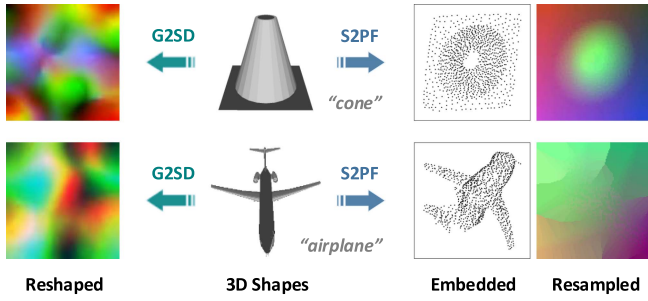 G2SD
S2PF
“cone”
G2SD
S2PF
“airplane”
Reshaped
3D Shapes
Embedded
Resampled